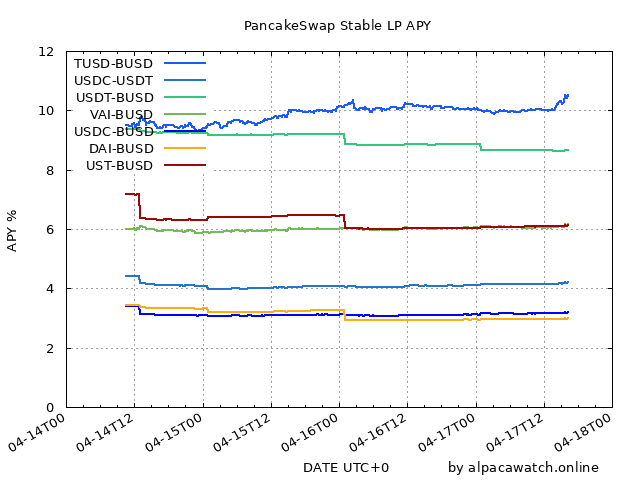 PancakeSwap Stable LP APY
12
10
8
6
4
2
0
APY %
TUSD-BUSD
USDC-USDT
USDT-BUSD
VAI-BUSD
USDC-BUSD
DAI-BUSD
UST-BUSD
04-14T00
04-14T12
04-15T00
04-15T12
04-16T00
04-16T12
04-17T00
04-17T12
04-18T00
DATE UTC+0
by alpacawatch.online